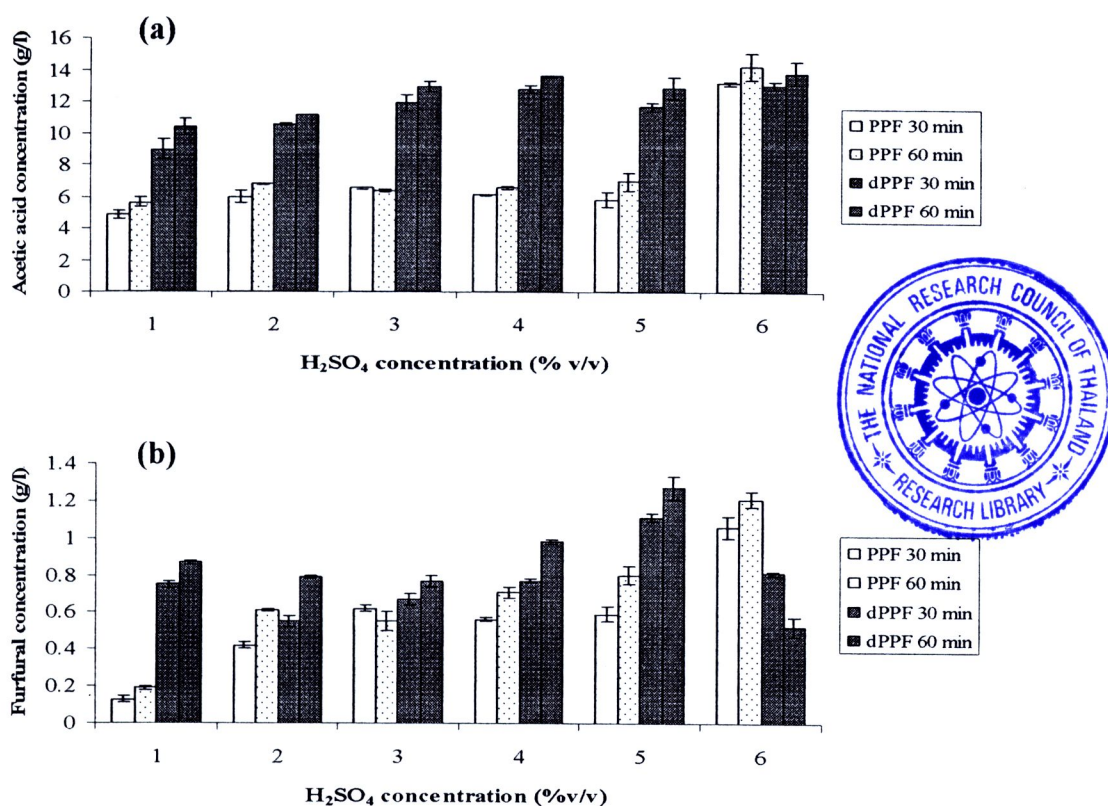 (a)
Acetic acid concentration (g/l)
16
14
12
10
8
6
4
2
0
1 2 3 4 5 6
H₂SO₄ concentration (% v/v)
PPF 30 min
PPF 60 min
dPPF 30 min
dPPF 60 min
THE NATIONAL RESEARCH COUNCIL OF THAILAND
RESEARCH LIBRARY
(b)
Furfural concentration (g/l)
1.4
1.2
1
0.8
0.6
0.4
0.2
0
1 2 3 4 5 6
H₂SO₄ concentration (%v/v)
PPF 30 min
PPF 60 min
dPPF 30 min
dPPF 60 min